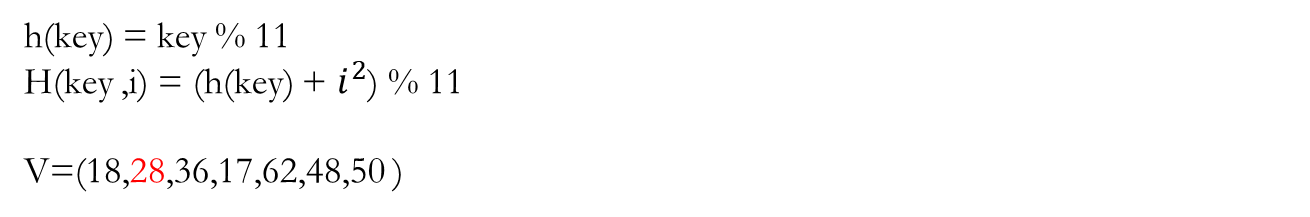 h(key) = key % 11
H(key ,i) = (h(key) + i²) % 11
V=(18,28,36,17,62,48,50 )